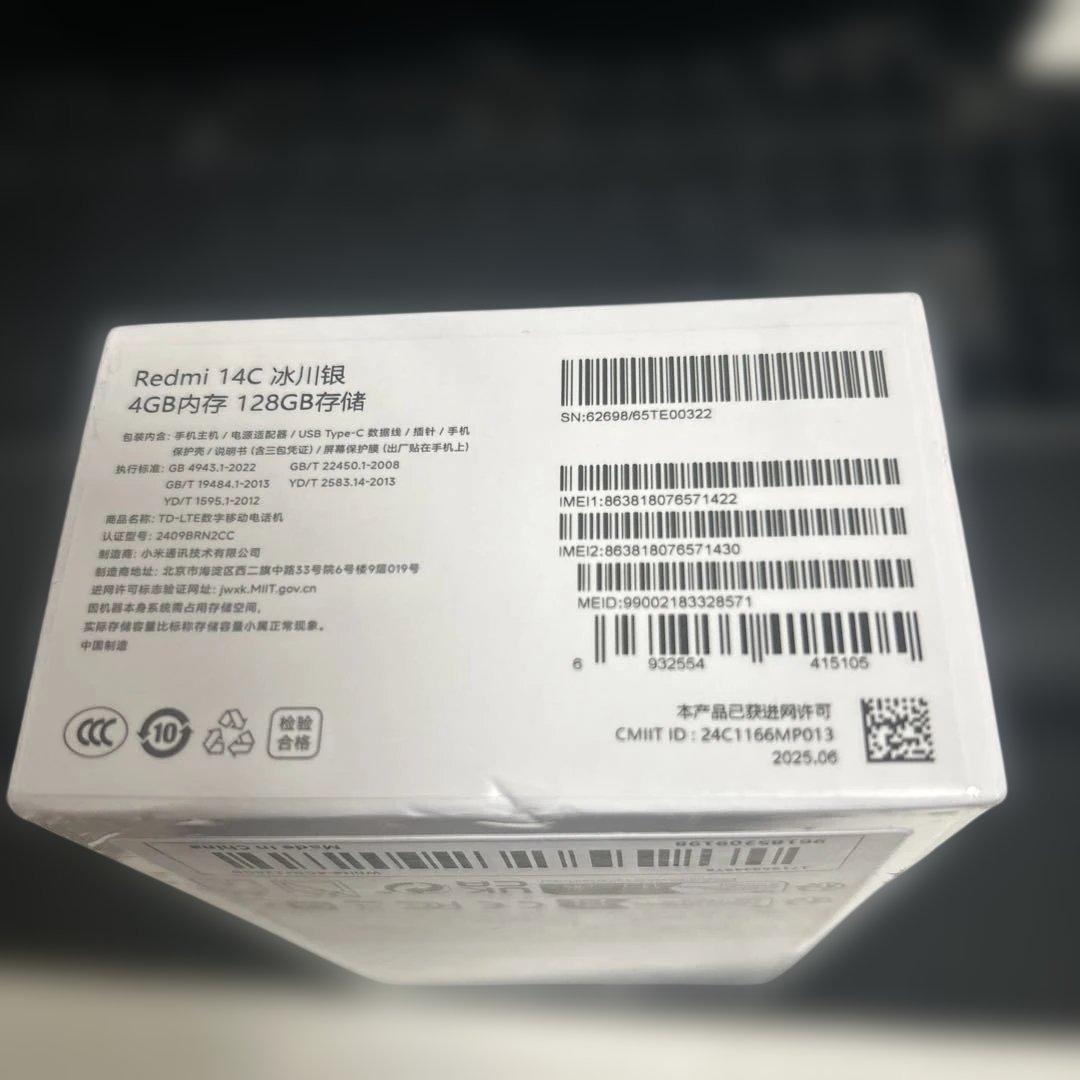 Redmi 14C 冰川银
4GB内存 128GB存储
包装内含: 手机主机 / 电源适配器 / USB Type-C 数据线 / 插针 / 手机
保护壳 / 说明书 (含三包凭证) / 屏幕保护膜 (出厂贴在手机上)
执行标准: GB 4943.1-2022 GB/T 22450.1-2008
GB/T 19484.1-2013 YD/T 2583.14-2013
YD/T 1595.1-2012
商品名称: TD-LTE数字移动电话机
认证型号: 2409BRN2CC
制造商: 小米通讯技术有限公司
制造商地址: 北京市海淀区西二旗中路33号院6号楼9层019号
进网许可标志验证网址: jwxk.MIIT.gov.cn
因机器本身系统需占用存储空间,
实际存储容量比标称存储容量小属正常现象。
中国制造
CCC
10
检验
合格
SN:62698/65TE00322
IMEI1:863818076571422
IMEI2:863818076571430
MEID:99002183328571
6 932554 415105
本产品已获进网许可
CMIIT ID : 24C1166MP013
2025.06
Made in China
96185209198